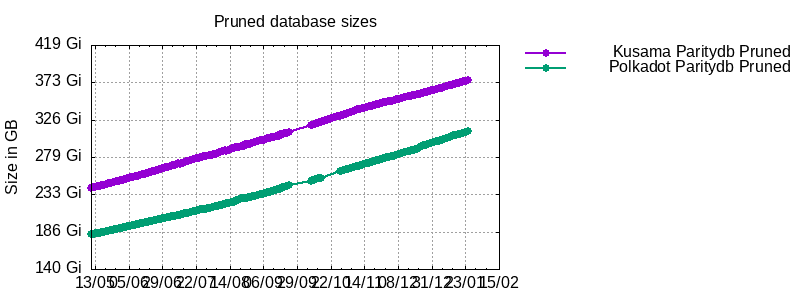 Pruned database sizes
Kusama Paritydb Pruned
Polkadot Paritydb Pruned
Size in GB
419 Gi
373 Gi
326 Gi
279 Gi
233 Gi
186 Gi
140 Gi
13/05 05/06 29/06 22/07 14/08 06/09 29/09 22/10 14/11 08/12 31/12 23/01 15/02